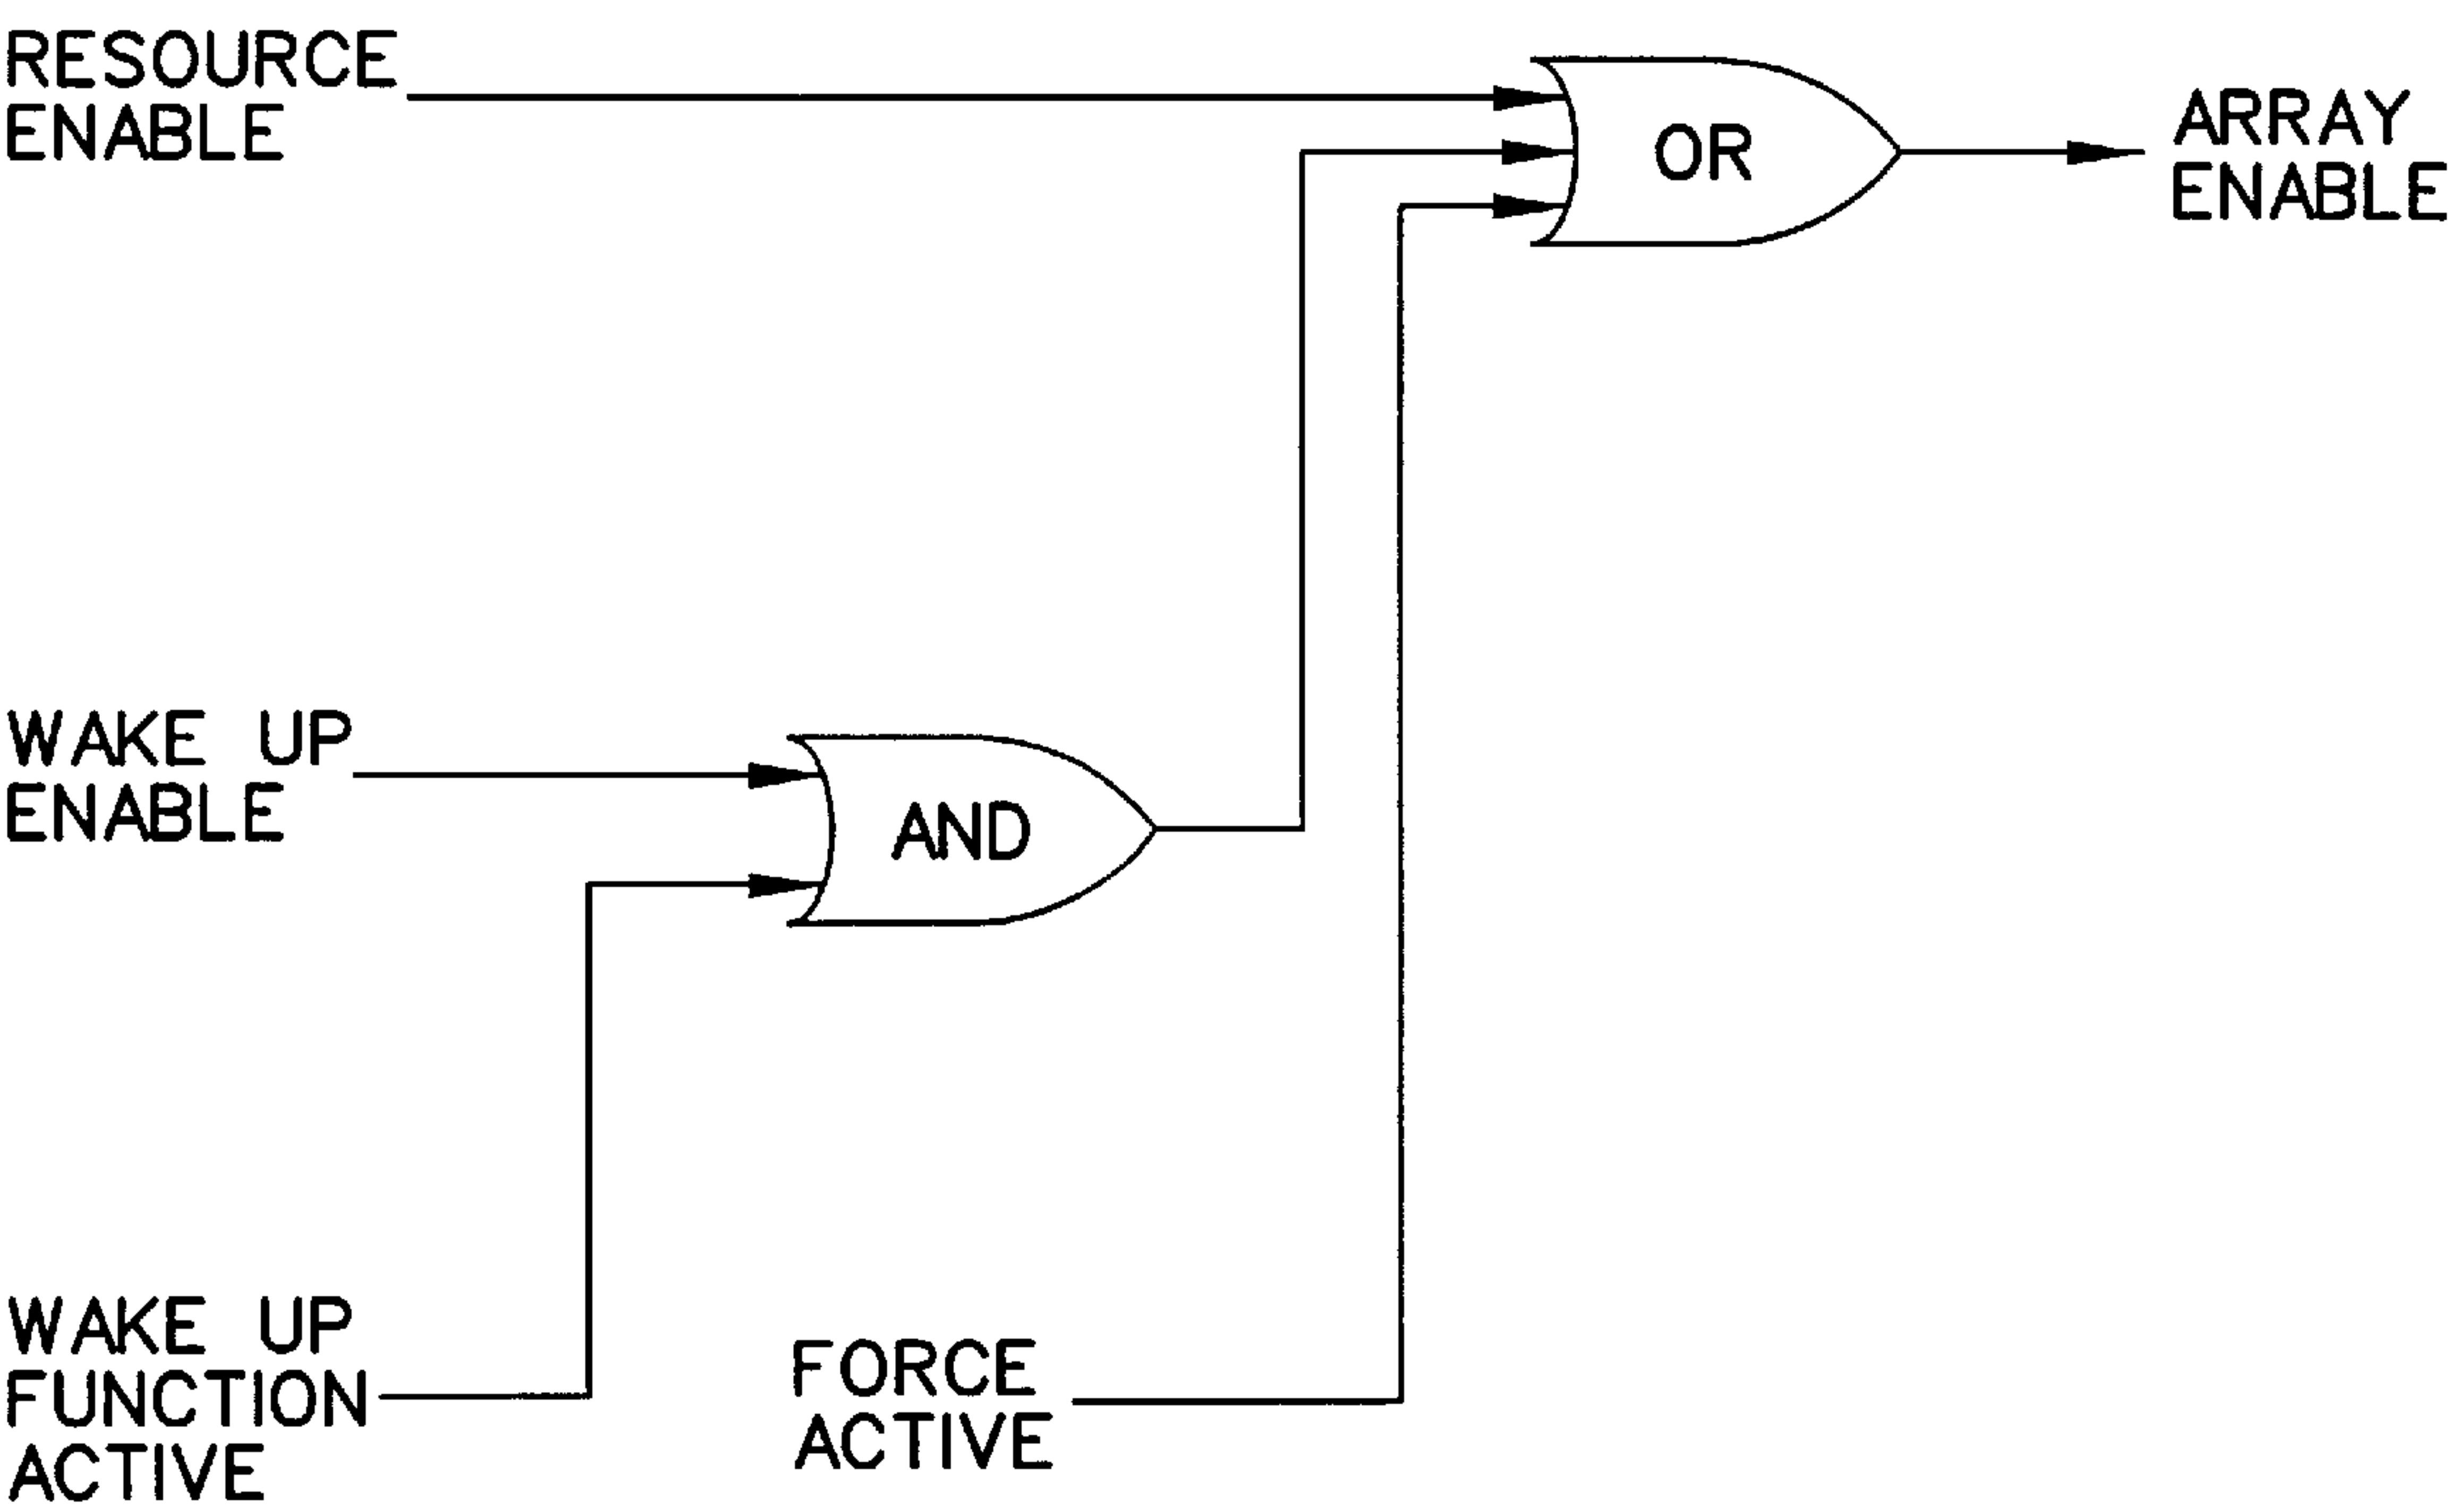 RESOURCE
ENABLE
OR
ARRAY
ENABLE
WAKE UP
ENABLE
AND
WAKE UP
FUNCTION
ACTIVE
FORCE
ACTIVE